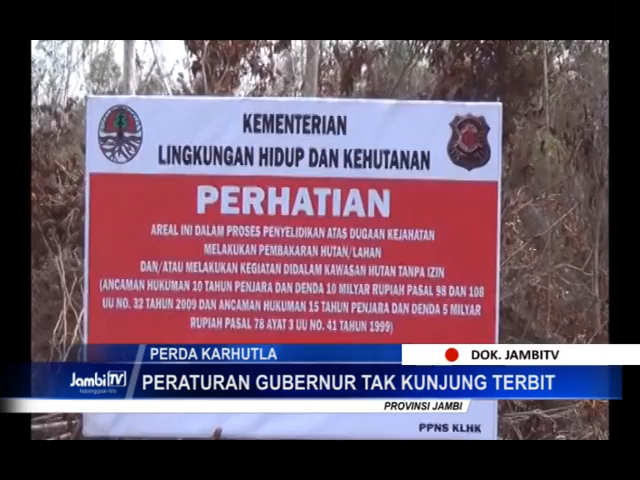 KEMENTERIAN
LINGKUNGAN HIDUP DAN KEHUTANAN
PERHATIAN
AREAL INI DALAM PROSES PENYELIDIKAN ATAS DUGAAN KEJAHATAN
MELAKUKAN PEMBAKARAN HUTAN/LAHAN
DAN/ATAU MELAKUKAN KEGIATAN DIDALAM KAWASAN HUTAN TANPA IZIN
(ANCAMAN HUKUMAN 10 TAHUN PENJARA DAN DENDA 10 MILYAR RUPIAH PASAL 98 DAN 108
UU NO. 32 TAHUN 2009 DAN ANCAMAN HUKUMAN 15 TAHUN PENJARA DAN DENDA 5 MILYAR
RUPIAH PASAL 78 AYAT 3 UU NO. 41 TAHUN 1999)
PERDA KARHUTLA
DOK. JAMBITV
Jambi TV
PERATURAN GUBERNUR TAK KUNJUNG TERBIT
PROVINSI JAMBI
PPNS KLHK